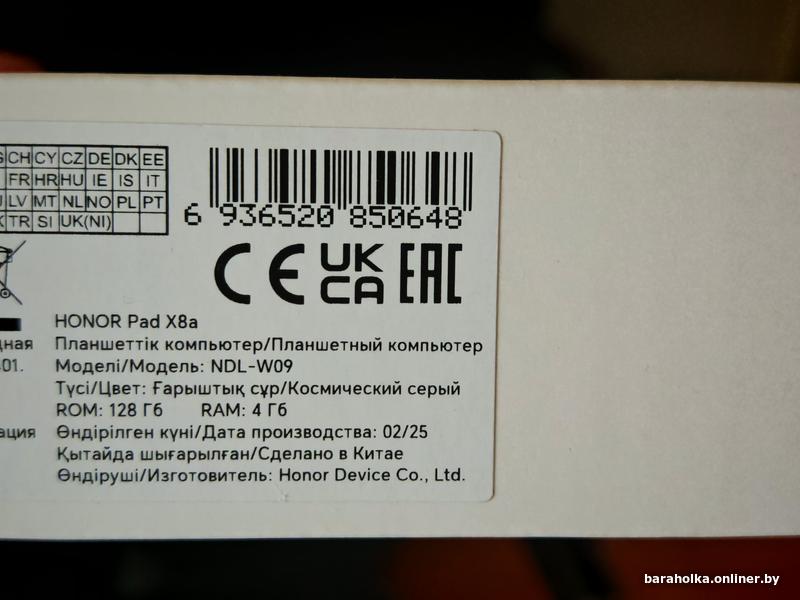 CH CY CZ DE DK EE
FR HR HU IE IS IT
LV MT NL NO PL PT
TR SI UK(NI)
6 936520 850648
CE UK CA EAC
HONOR Pad X8a
Планшеттік компьютер/Планшетный компьютер
Моделі/Модель: NDL-W09
01.
Түсі/Цвет: Ғарыштық сұр/Космический серый
ROM: 128 Гб RAM: 4 Гб
Өндірілген күні/Дата производства: 02/25
Қытайда шығарылған/Сделано в Китае
Өндіруші/Изготовитель: Honor Device Co., Ltd.
baraholka.onliner.by